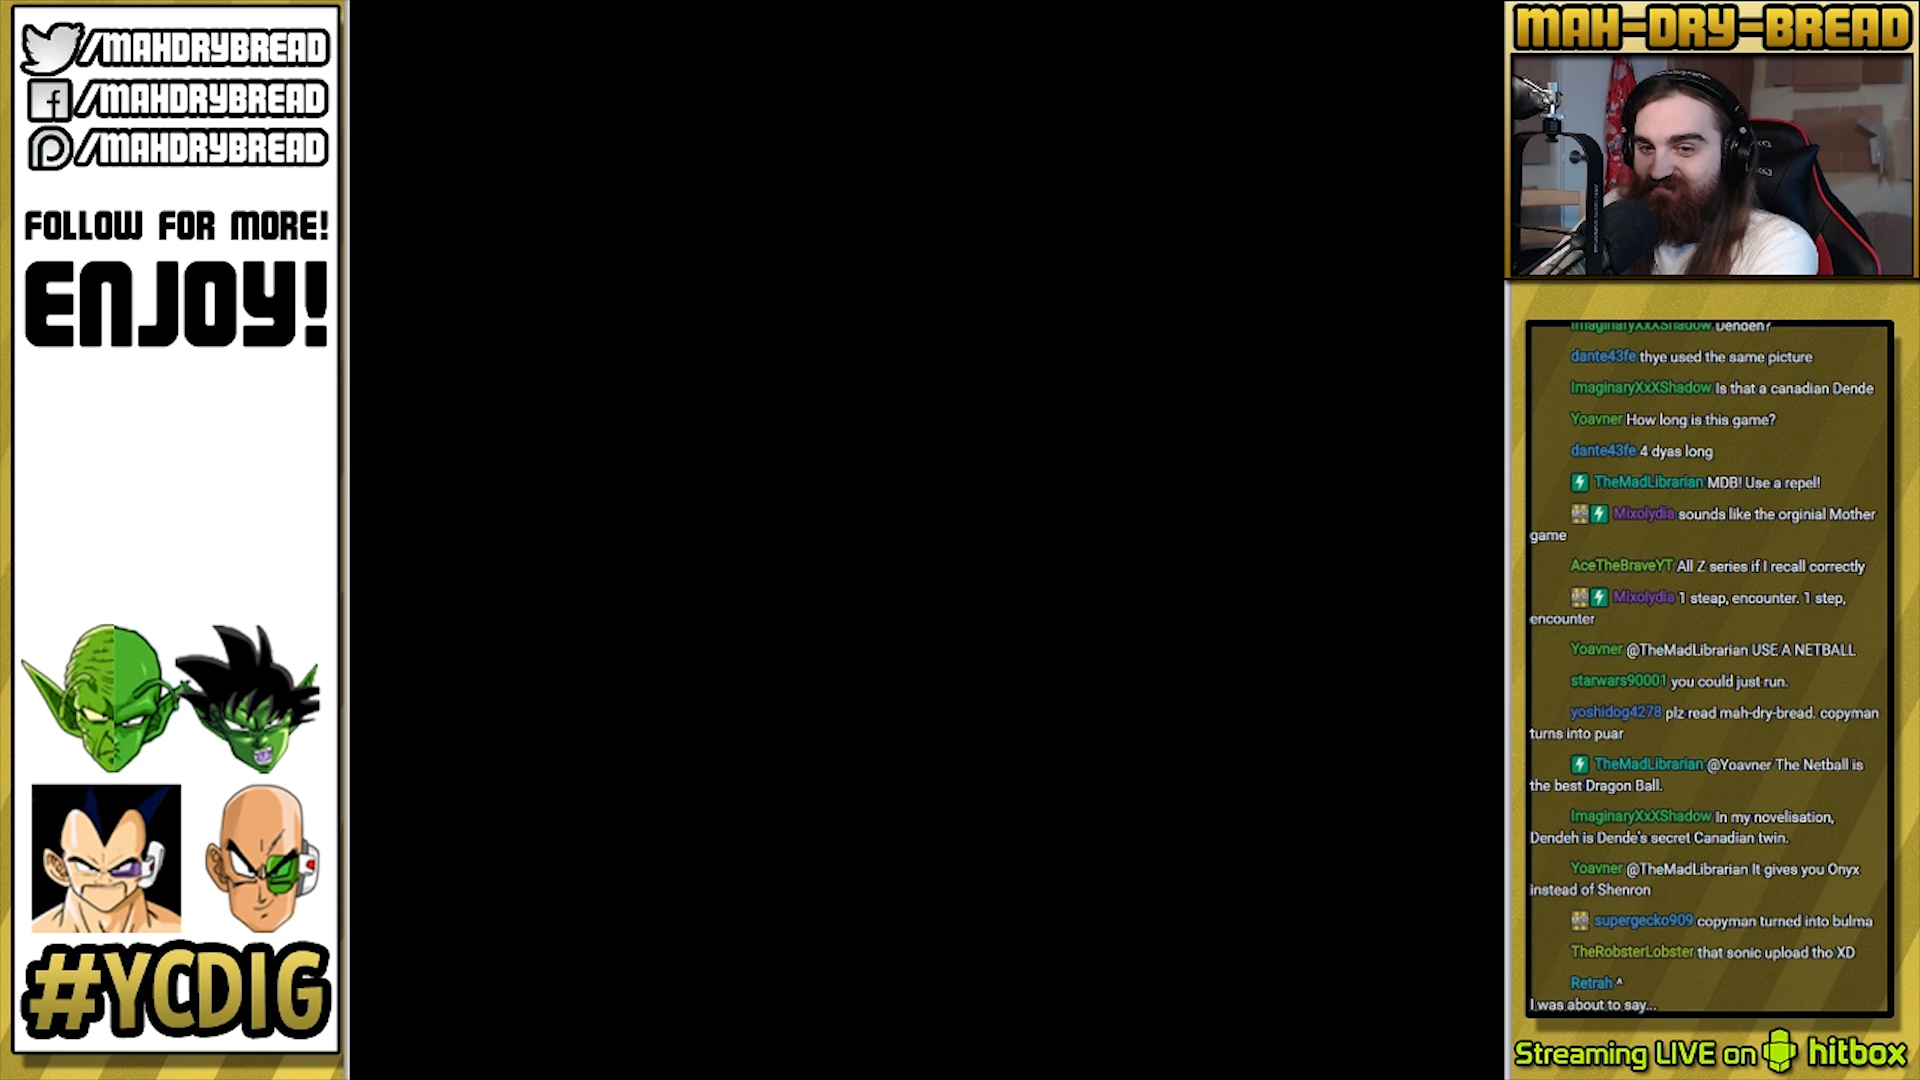 /MAHDRYBREAD
/MAHDRYBREAD
/MAHDRYBREAD
FOLLOW FOR MORE!
ENJOY!
#YCDIG
MAH-DRY-BREAD
ImaginaryXxXShadow Denden?
dante43fe thye used the same picture
ImaginaryXxXShadow Is that a canadian Dende
Yoavner How long is this game?
dante43fe 4 dyas long
TheMadLibrarian MDB! Use a repel!
Mixolydia sounds like the orginial Mother
game
AceTheBraveYT All Z series if I recall correctly
Mixolydia 1 steap, encounter. 1 step,
encounter
Yoavner @TheMadLibrarian USE A NETBALL
starwars90001 you could just run.
yoshidog4278 plz read mah-dry-bread. copyman
turns into puar
TheMadLibrarian @Yoavner The Netball is
the best Dragon Ball.
ImaginaryXxXShadow In my novelisation,
Dendeh is Dende's secret Canadian twin.
Yoavner @TheMadLibrarian It gives you Onyx
instead of Shenron
supergecko909 copyman turned into bulma
TheRobsterLobster that sonic upload tho XD
Retrah ^
I was about to say...
Streaming LIVE on hitbox